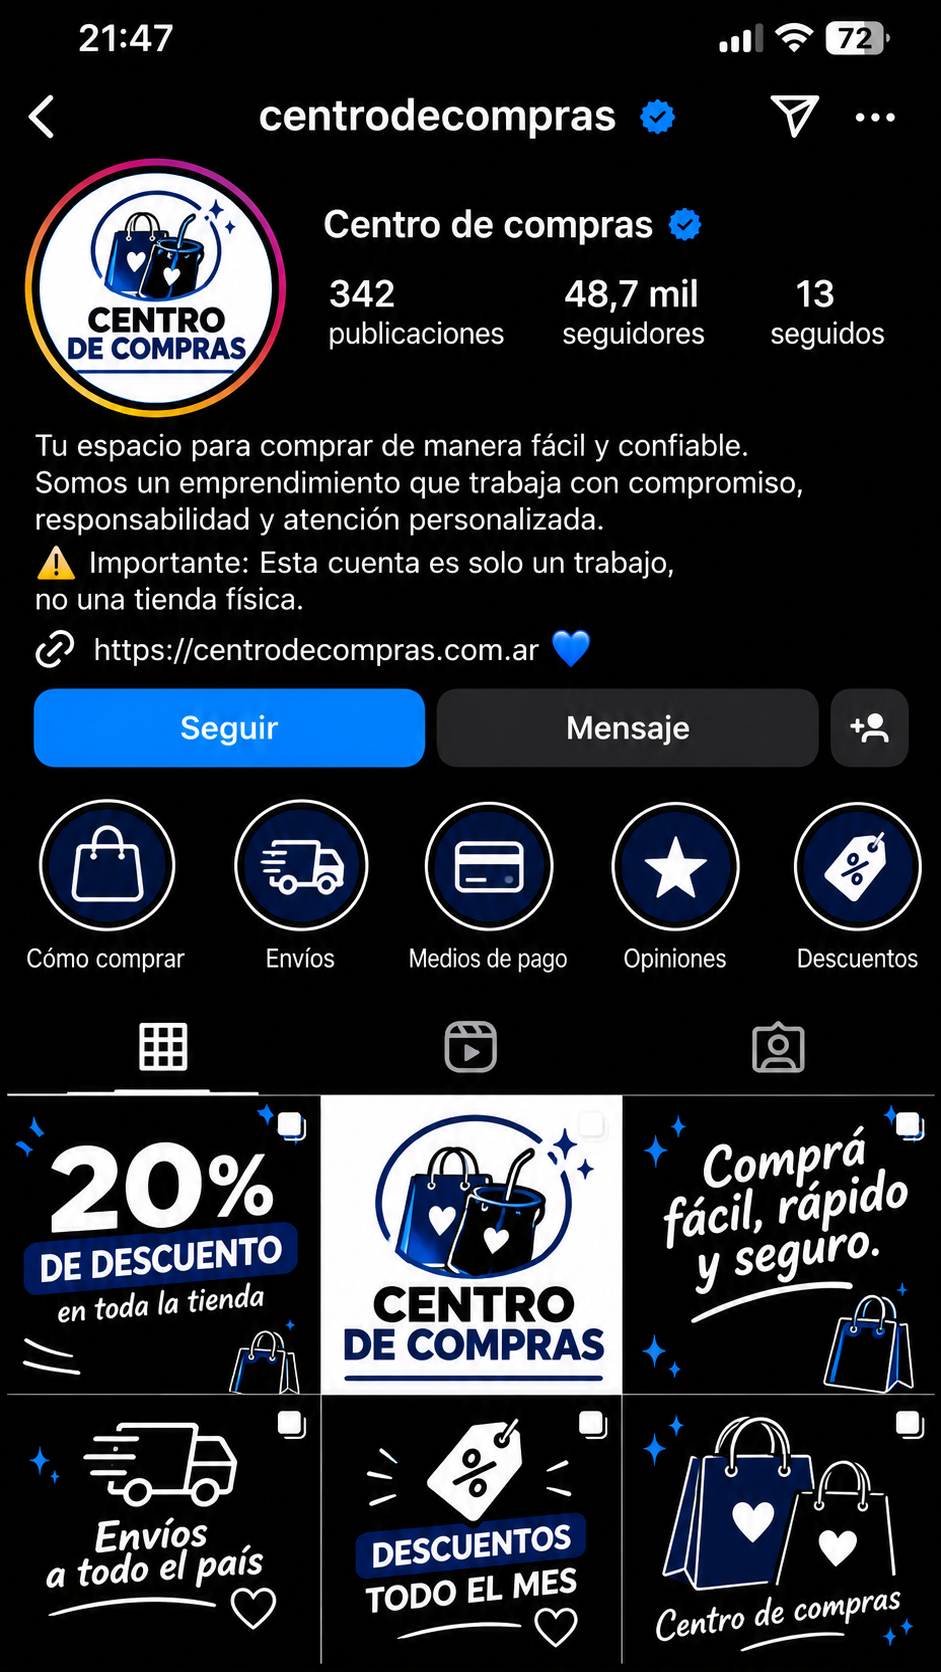 21:47
72
centrodecompras
CENTRO
DE COMPRAS
Centro de compras
342
publicaciones
48,7 mil
seguidores
13
seguidos
Tu espacio para comprar de manera fácil y confiable.
Somos un emprendimiento que trabaja con compromiso,
responsabilidad y atención personalizada.
⚠️ Importante: Esta cuenta es solo un trabajo,
no una tienda física.
https://centrodecompras.com.ar 💙
Seguir
Mensaje
Cómo comprar
Envíos
Medios de pago
Opiniones
Descuentos
20%
DE DESCUENTO
en toda la tienda
CENTRO
DE COMPRAS
Comprá
fácil, rápido
y seguro.
Envíos
a todo el país
%
DESCUENTOS
TODO EL MES
Centro de compras